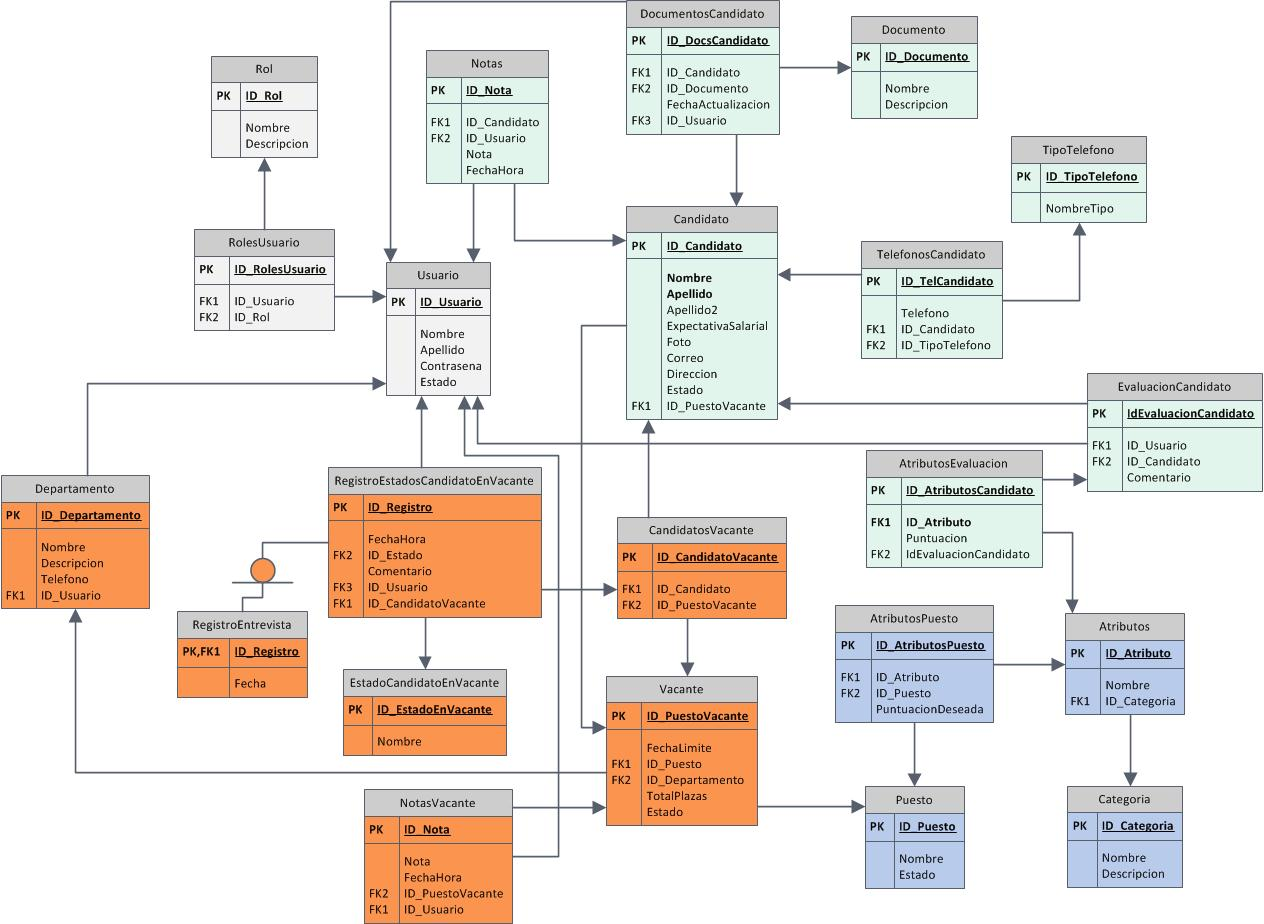 DocumentosCandidato
PK ID_DocsCandidato
FK1 ID_Candidato
FK2 ID_Documento
FechaActualizacion
FK3 ID_Usuario
Documento
PK ID_Documento
Nombre
Descripcion
Rol
PK ID_Rol
Nombre
Descripcion
Notas
PK ID_Nota
FK1 ID_Candidato
FK2 ID_Usuario
Nota
FechaHora
TipoTelefono
PK ID_TipoTelefono
NombreTipo
RolesUsuario
PK ID_RolesUsuario
FK1 ID_Usuario
FK2 ID_Rol
Usuario
PK ID_Usuario
Nombre
Apellido
Contrasena
Estado
Candidato
PK ID_Candidato
Nombre
Apellido
Apellido2
ExpectativaSalarial
Foto
Correo
Direccion
Estado
FK1 ID_PuestoVacante
TelefonosCandidato
PK ID_TelCandidato
Telefono
FK1 ID_Candidato
FK2 ID_TipoTelefono
EvaluacionCandidato
PK IdEvaluacionCandidato
FK1 ID_Usuario
FK2 ID_Candidato
Comentario
AtributosEvaluacion
PK ID_AtributosCandidato
FK1 ID_Atributo
Puntuacion
FK2 IdEvaluacionCandidato
Departamento
PK ID_Departamento
Nombre
Descripcion
Telefono
FK1 ID_Usuario
RegistroEstadosCandidatoEnVacante
PK ID_Registro
FechaHora
FK2 ID_Estado
Comentario
FK3 ID_Usuario
FK1 ID_CandidatoVacante
CandidatosVacante
PK ID_CandidatoVacante
FK1 ID_Candidato
FK2 ID_PuestoVacante
RegistroEntrevista
PK,FK1 ID_Registro
Fecha
AtributosPuesto
PK ID_AtributosPuesto
FK1 ID_Atributo
FK2 ID_Puesto
PuntuacionDeseada
Atributos
PK ID_Atributo
Nombre
FK1 ID_Categoria
EstadoCandidatoEnVacante
PK ID_EstadoEnVacante
Nombre
Vacante
PK ID_PuestoVacante
FechaLimite
FK1 ID_Puesto
FK2 ID_Departamento
TotalPlazas
Estado
NotasVacante
PK ID_Nota
Nota
FechaHora
FK2 ID_PuestoVacante
FK1 ID_Usuario
Puesto
PK ID_Puesto
Nombre
Estado
Categoria
PK ID_Categoria
Nombre
Descripcion